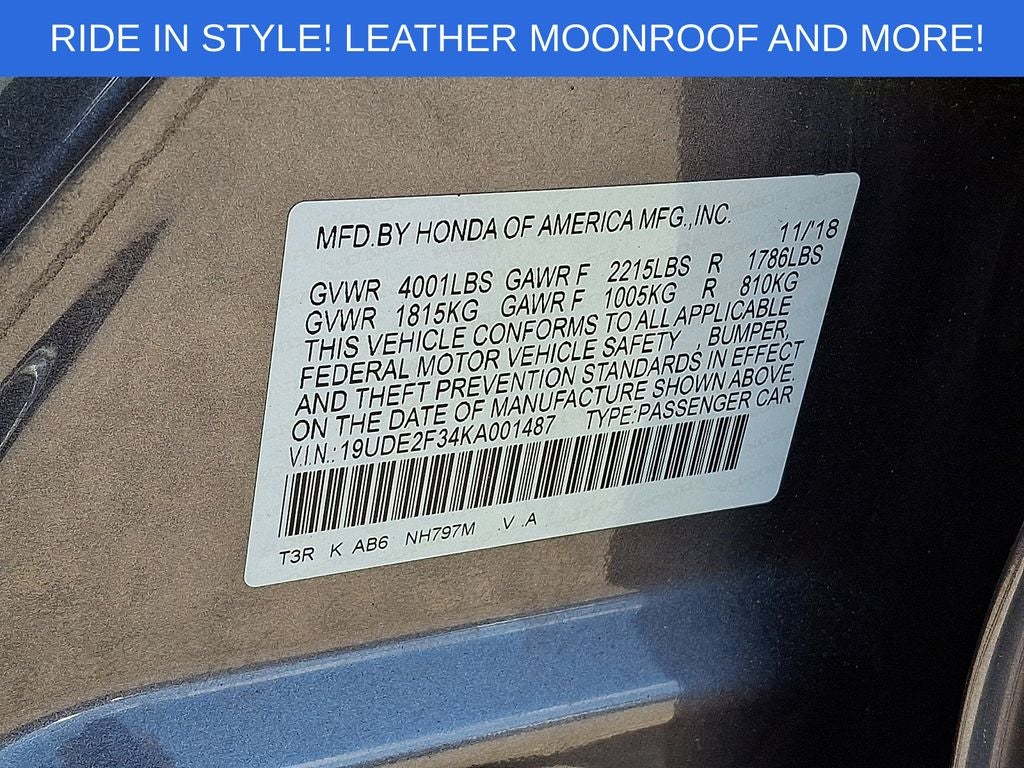 RIDE IN STYLE! LEATHER MOONROOF AND MORE!
MFD.BY HONDA OF AMERICA MFG.,INC. 11/'18
GVWR 4001LBS GAWR F 2215LBS R 1786LBS
GVWR 1815KG GAWR F 1005KG R 810KG
THIS VEHICLE CONFORMS TO ALL APPLICABLE
FEDERAL MOTOR VEHICLE SAFETY , BUMPER,
AND THEFT PREVENTION STANDARDS IN EFFECT
ON THE DATE OF MANUFACTURE SHOWN ABOVE.
V.I.N.:19UDE2F34KA001487 TYPE:PASSENGER CAR
T3R K AB6 NH797M .V .A